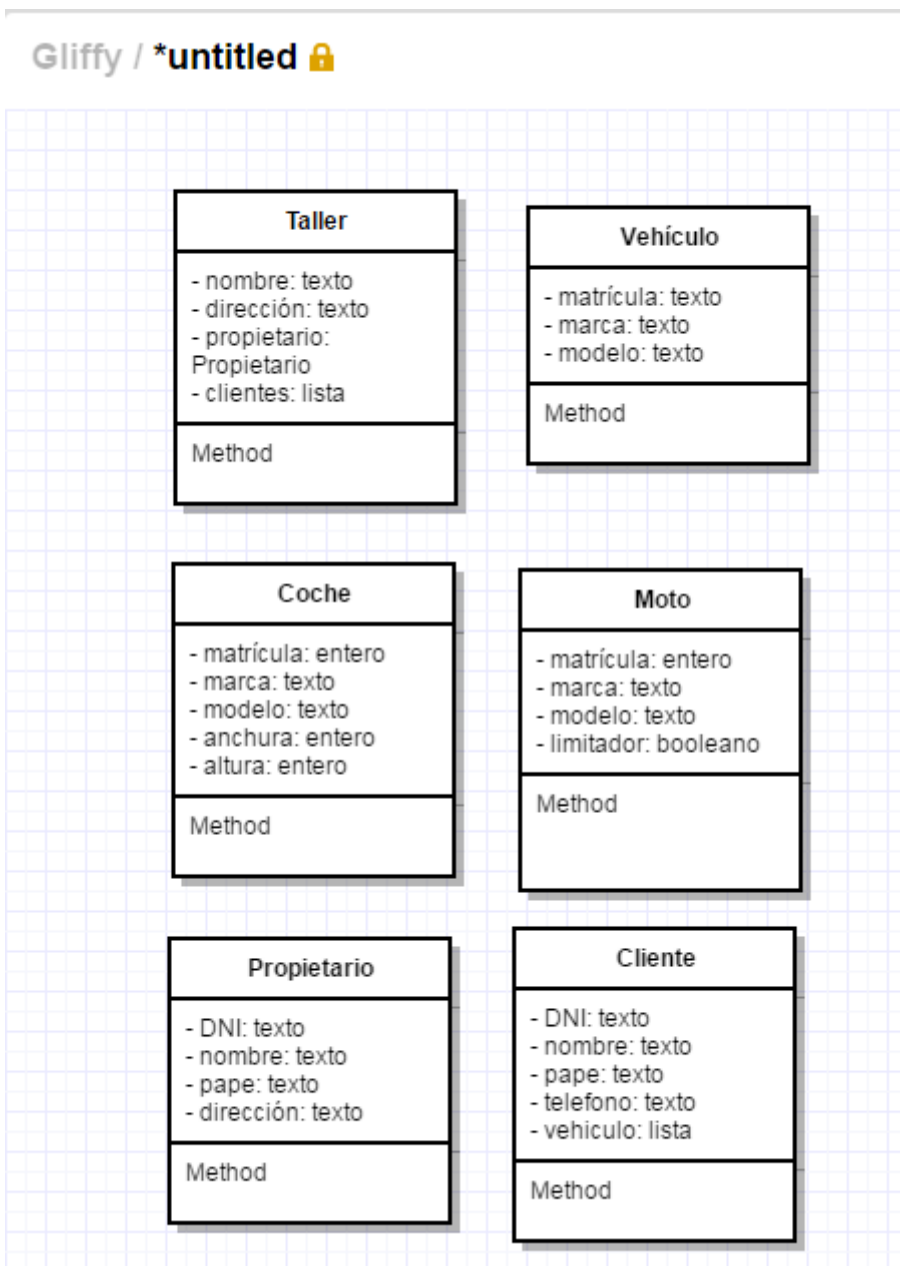 Gliffy / *untitled
Taller
- nombre: texto
- dirección: texto
- propietario:
Propietario
- clientes: lista
Method
Vehículo
- matrícula: texto
- marca: texto
- modelo: texto
Method
Coche
- matrícula: entero
- marca: texto
- modelo: texto
- anchura: entero
- altura: entero
Method
Moto
- matrícula: entero
- marca: texto
- modelo: texto
- limitador: booleano
Method
Propietario
- DNI: texto
- nombre: texto
- pape: texto
- dirección: texto
Method
Cliente
- DNI: texto
- nombre: texto
- pape: texto
- telefono: texto
- vehiculo: lista
Method